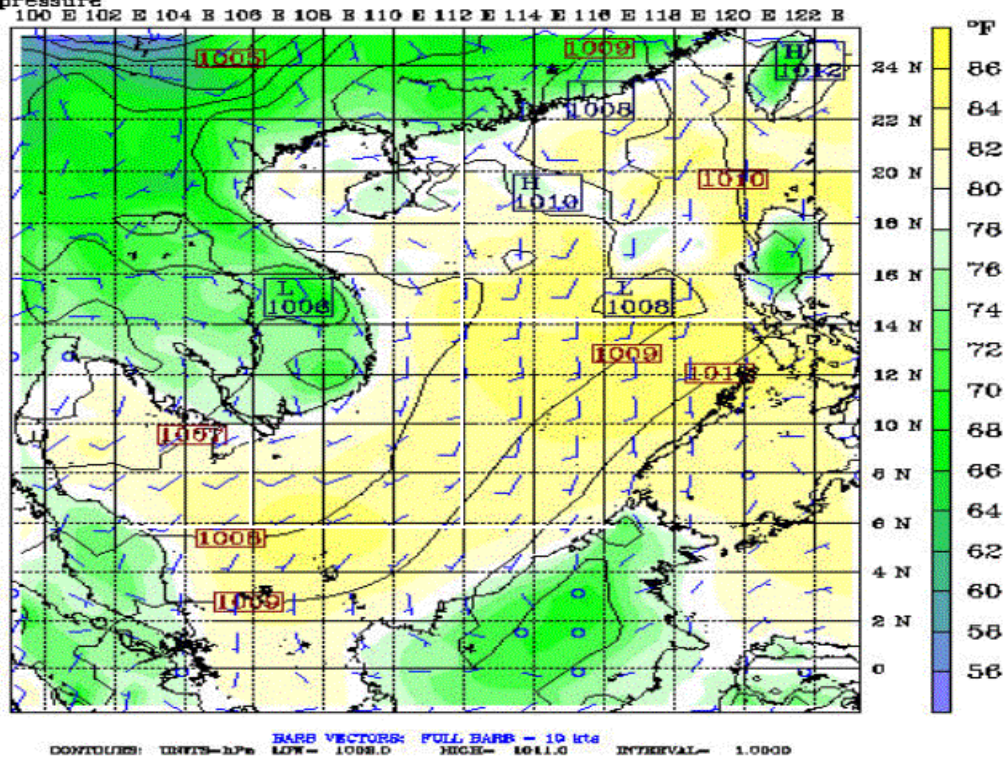 pressure
100 E 102 E 104 E 106 E 108 E 110 E 112 E 114 E 116 E 118 E 120 E 122 E
°F
1005
1009
H
1012
24 N
86
L
1008
84
22 N
82
20 N
H
1010
1010
80
18 N
78
16 N
76
L
1006
L
1008
74
14 N
1009
72
12 N
101
70
10 N
1007
68
8 N
66
6 N
1008
64
62
4 N
1009
60
2 N
58
0
56
BARB VECTORS: FULL BARB = 10 kts
CONTOURS: UNITS=hPa LOW= HIGH= 1011.0 INTERVAL= 1.0000